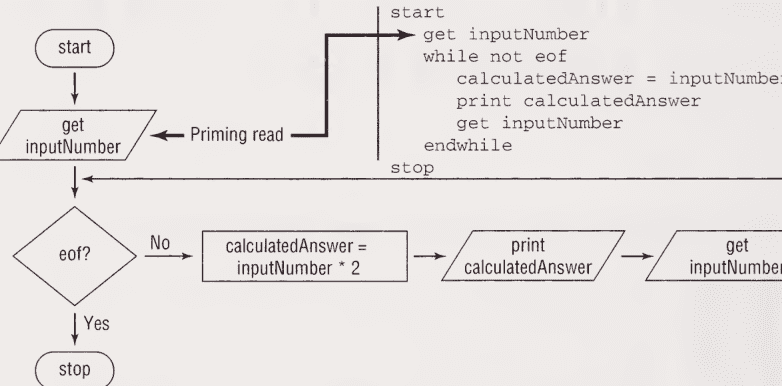 start
get inputNumber
while not eof
calculatedAnswer = inputNumber
print calculatedAnswer
get inputNumber
endwhile
stop
start
get
inputNumber
Priming read
eof?
No
calculatedAnswer =
inputNumber * 2
print
calculatedAnswer
get
inputNumber
Yes
stop